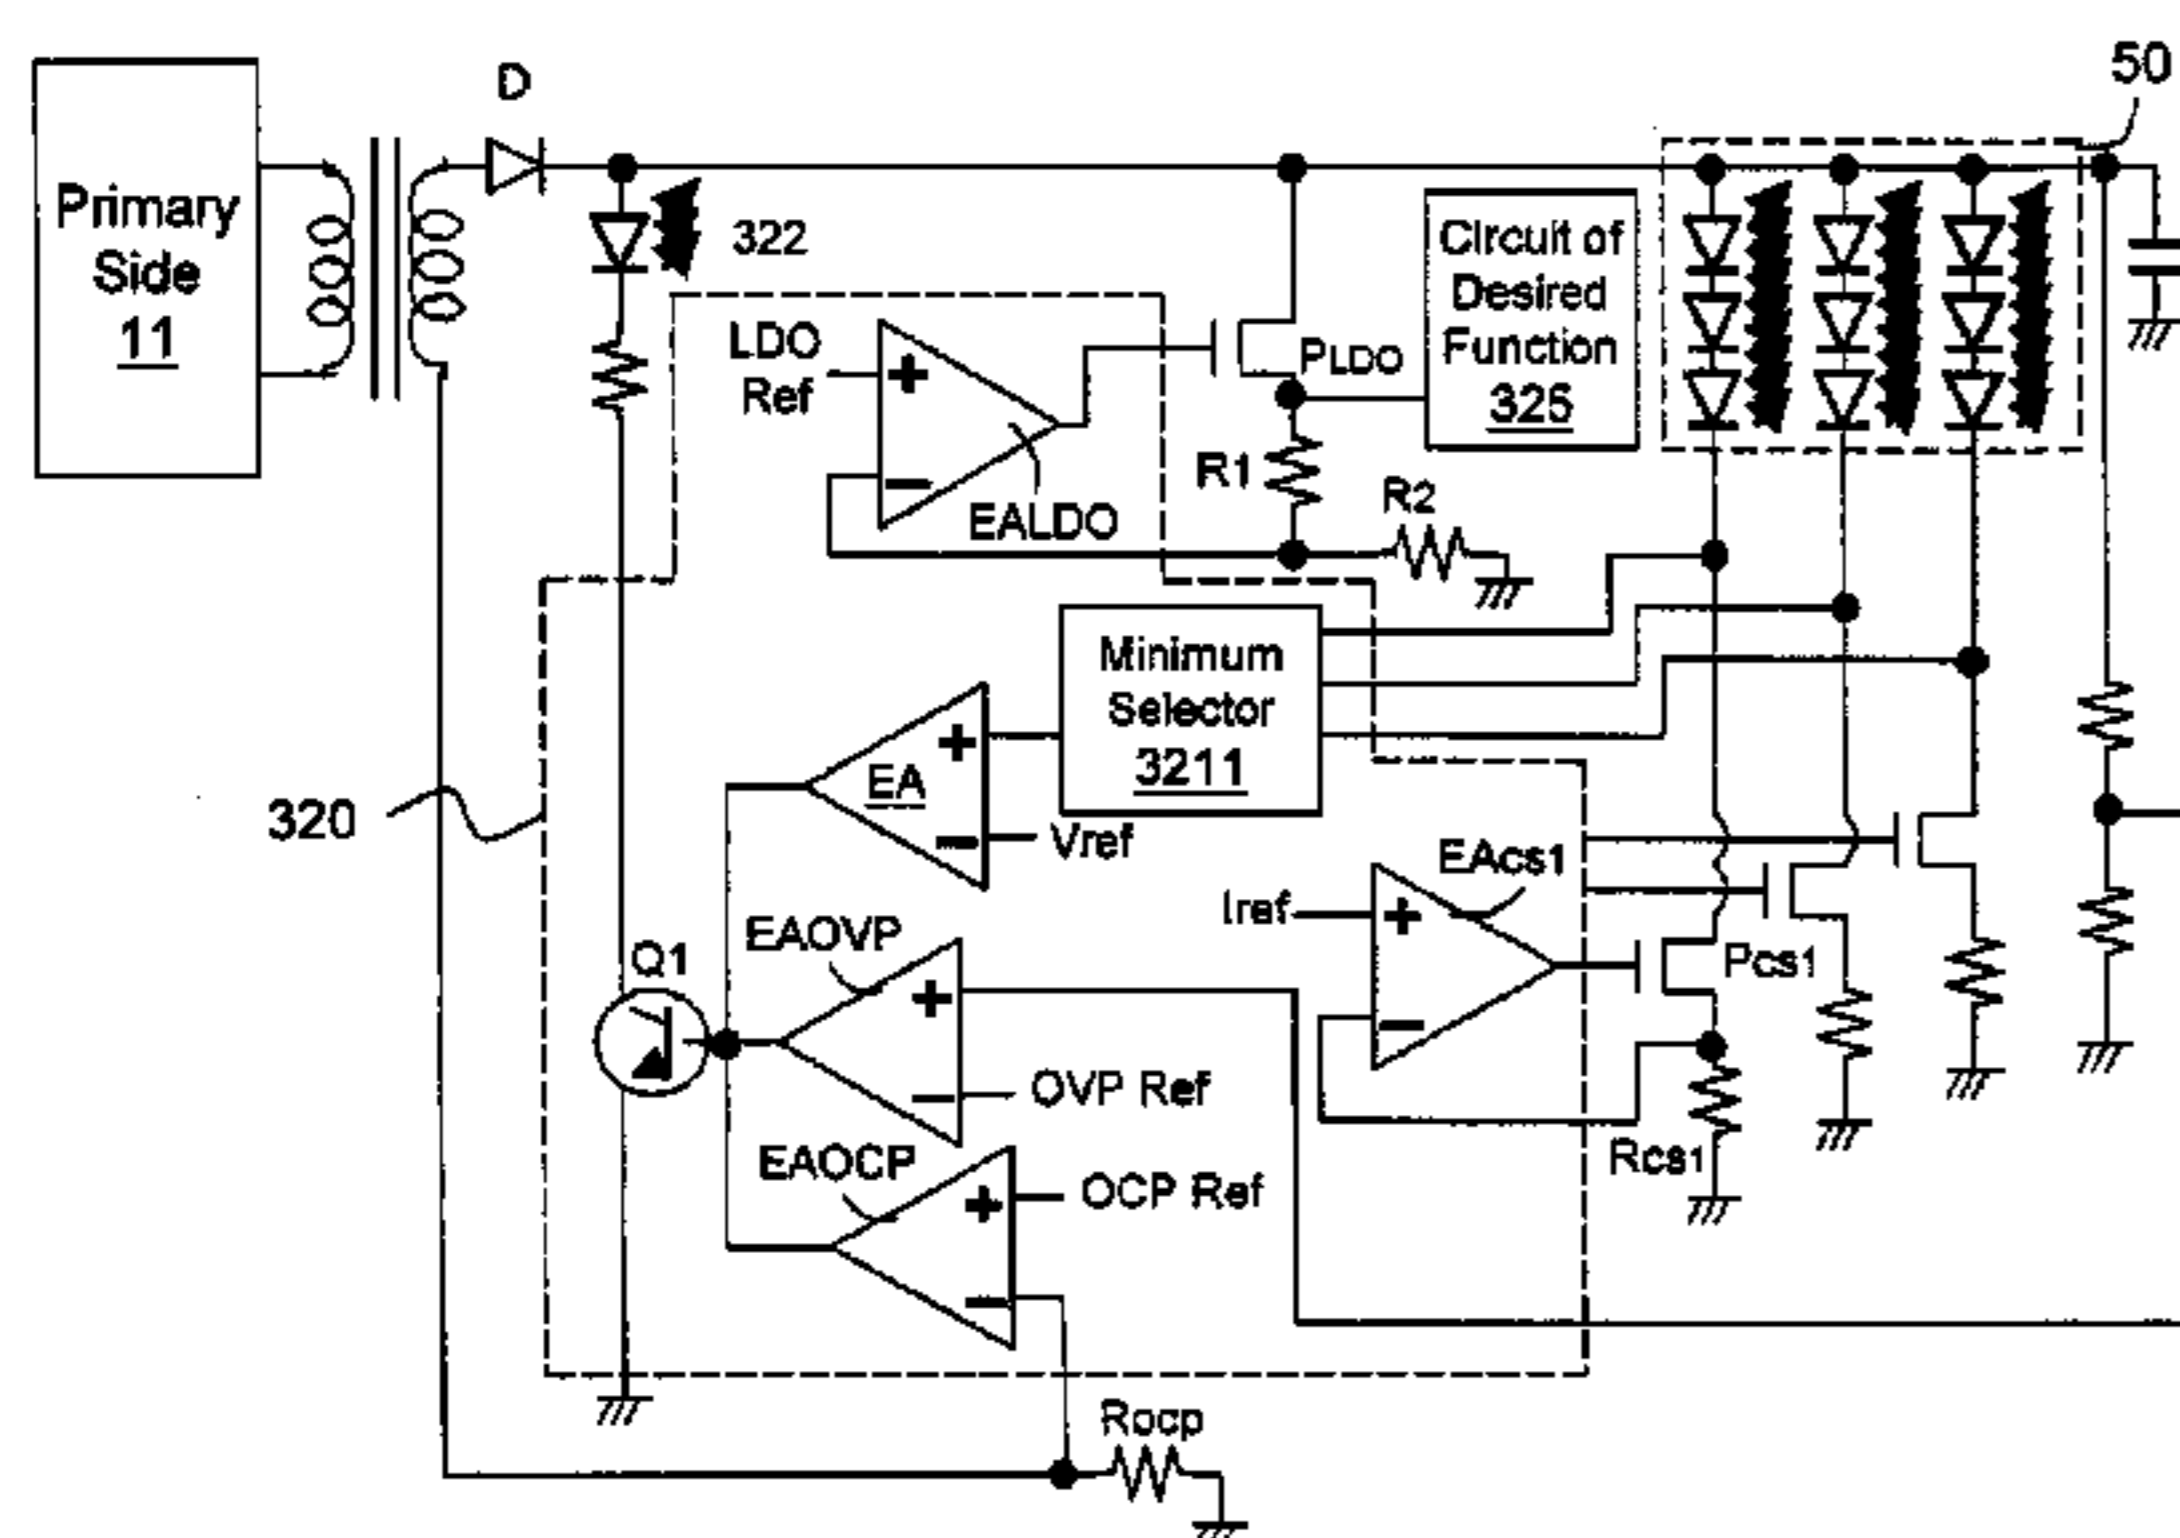 50
D
Primary
Side
11
322
Circuit of
Desired
Function
325
LDO
Ref
+
−
EALDO
PLDO
R1
R2
Minimum
Selector
3211
+
EA
−
Vref
320
EAcs1
Iref
+
−
Pcs1
Rcs1
Q1
EAOVP
+
−
OVP Ref
EAOCP
+
−
OCP Ref
Rocp